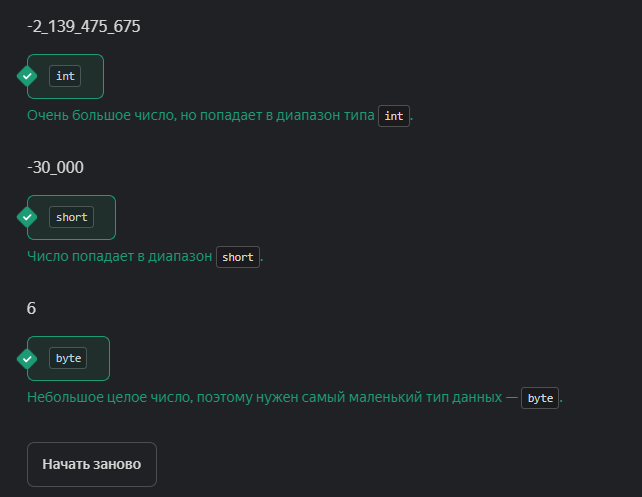 -2_139_475_675
int
Очень большое число, но попадает в диапазон типа int.
-30_000
short
Число попадает в диапазон short.
6
byte
Небольшое целое число, поэтому нужен самый маленький тип данных — byte.
Начать заново